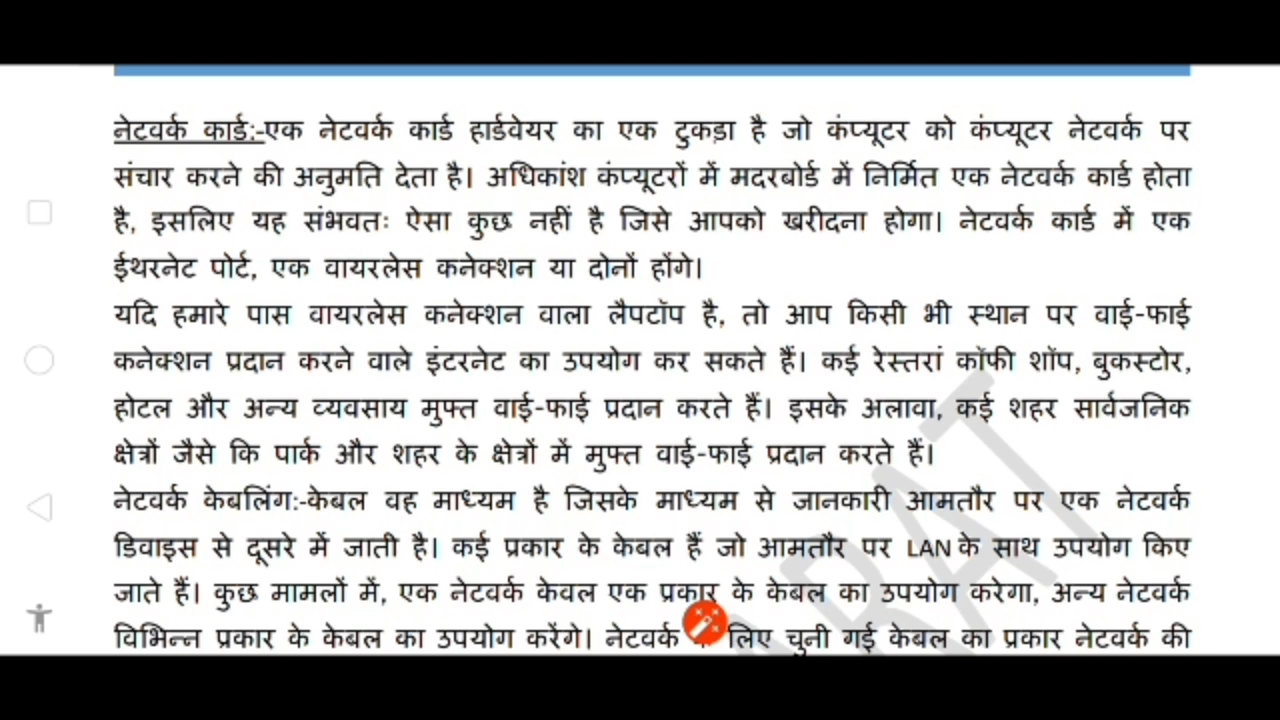 नेटवर्क कार्ड:-एक नेटवर्क कार्ड हार्डवेयर का एक टुकड़ा है जो कंप्यूटर को कंप्यूटर नेटवर्क पर
संचार करने की अनुमति देता है। अधिकांश कंप्यूटरों में मदरबोर्ड में निर्मित एक नेटवर्क कार्ड होता
है, इसलिए यह संभवतः ऐसा कुछ नहीं है जिसे आपको खरीदना होगा। नेटवर्क कार्ड में एक
ईथरनेट पोर्ट, एक वायरलेस कनेक्शन या दोनों होंगे।
यदि हमारे पास वायरलेस कनेक्शन वाला लैपटॉप है, तो आप किसी भी स्थान पर वाई-फाई
कनेक्शन प्रदान करने वाले इंटरनेट का उपयोग कर सकते हैं। कई रेस्तरां कॉफी शॉप, बुकस्टोर,
होटल और अन्य व्यवसाय मुफ्त वाई-फाई प्रदान करते हैं। इसके अलावा, कई शहर सार्वजनिक
क्षेत्रों जैसे कि पार्क और शहर के क्षेत्रों में मुफ्त वाई-फाई प्रदान करते हैं।
नेटवर्क केबलिंग:-केबल वह माध्यम है जिसके माध्यम से जानकारी आमतौर पर एक नेटवर्क
डिवाइस से दूसरे में जाती है। कई प्रकार के केबल हैं जो आमतौर पर LAN के साथ उपयोग किए
जाते हैं। कुछ मामलों में, एक नेटवर्क केवल एक प्रकार के केबल का उपयोग करेगा, अन्य नेटवर्क
विभिन्न प्रकार के केबल का उपयोग करेंगे। नेटवर्क लिए चुनी गई केबल का प्रकार नेटवर्क की